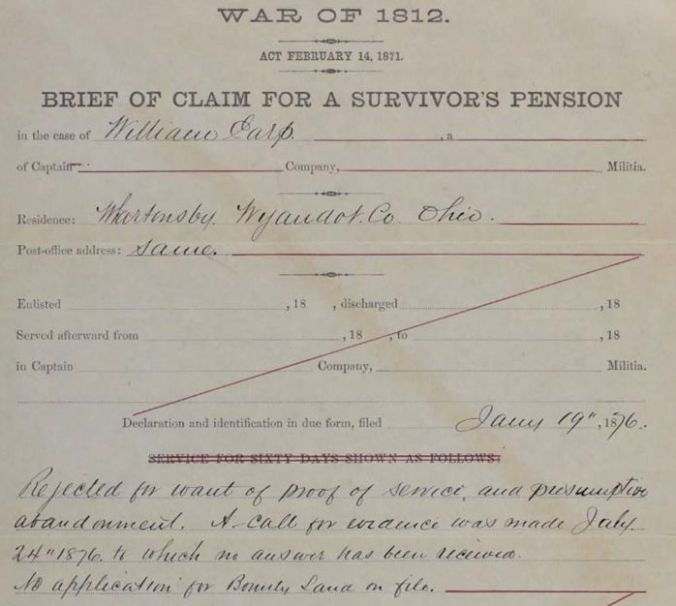 WAR OF 1812.
ACT FEBRUARY 14, 1871.
BRIEF OF CLAIM FOR A SURVIVOR'S PENSION
in the case of William Earp. , a
of Captain Company, Militia.
Residence: Whartonsby Wyandot. Co. Ohio.
Post-office address: Same.
Enlisted , 18 , discharged , 18
Served afterward from , 18 , to , 18
in Captain Company, Militia.
Declaration and identification in due form, filed Jany 19", 1876.
SERVICE FOR SIXTY DAYS SHOWN AS FOLLOWS:
Rejected for want of proof of service, and presumptive
abandonment. A call for evidence was made July
24" 1876. to which no answer has been received.
No application for Bounty Land on file.